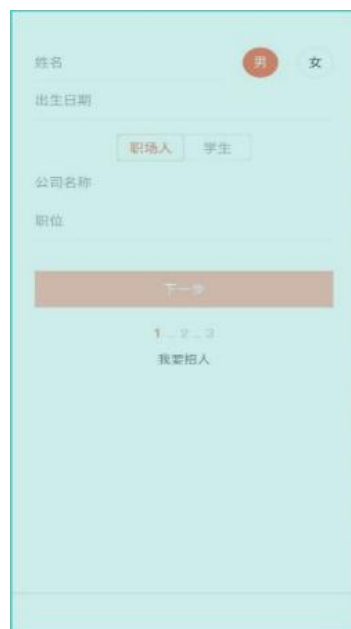 姓名 男 女
出生日期
职场人 学生
公司名称
职位
下一步
1 .. 2 .. 3
我要招人